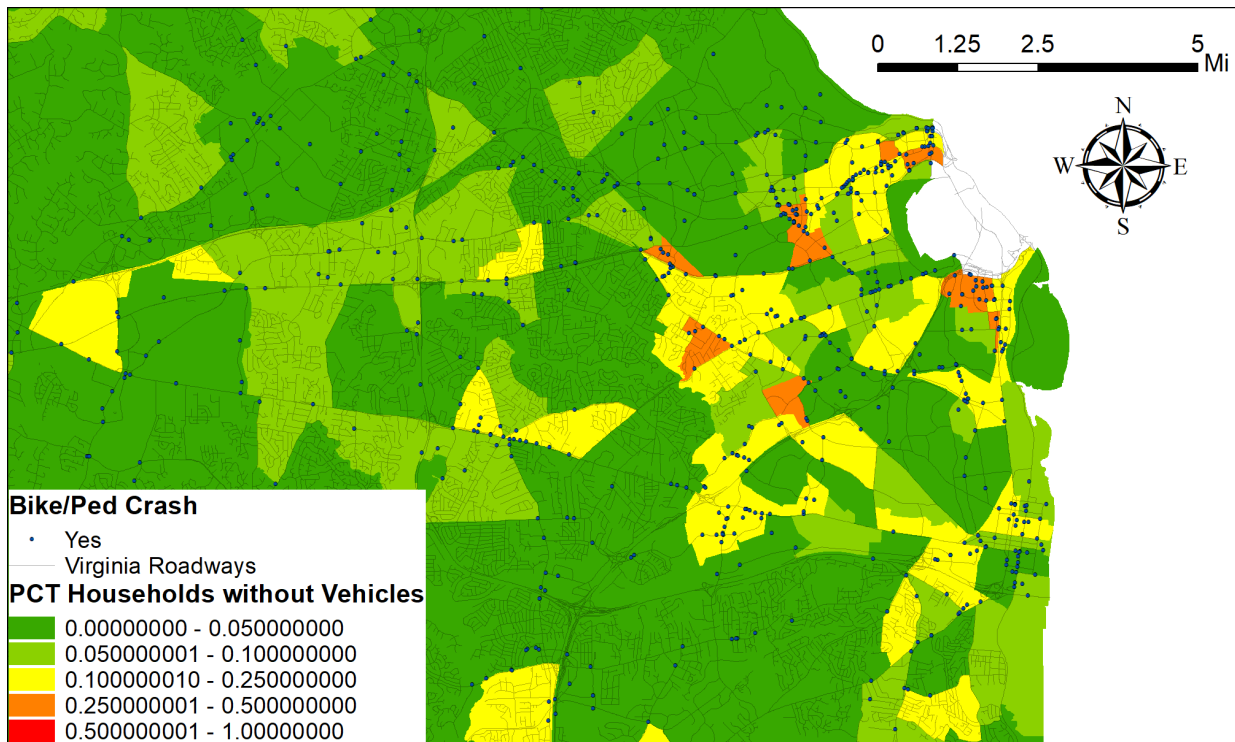 0 1.25 2.5 5
Mi
N
W E
S
Bike/Ped Crash
Yes
Virginia Roadways
PCT Households without Vehicles
0.00000000 - 0.050000000
0.050000001 - 0.100000000
0.100000010 - 0.250000000
0.250000001 - 0.500000000
0.500000001 - 1.00000000